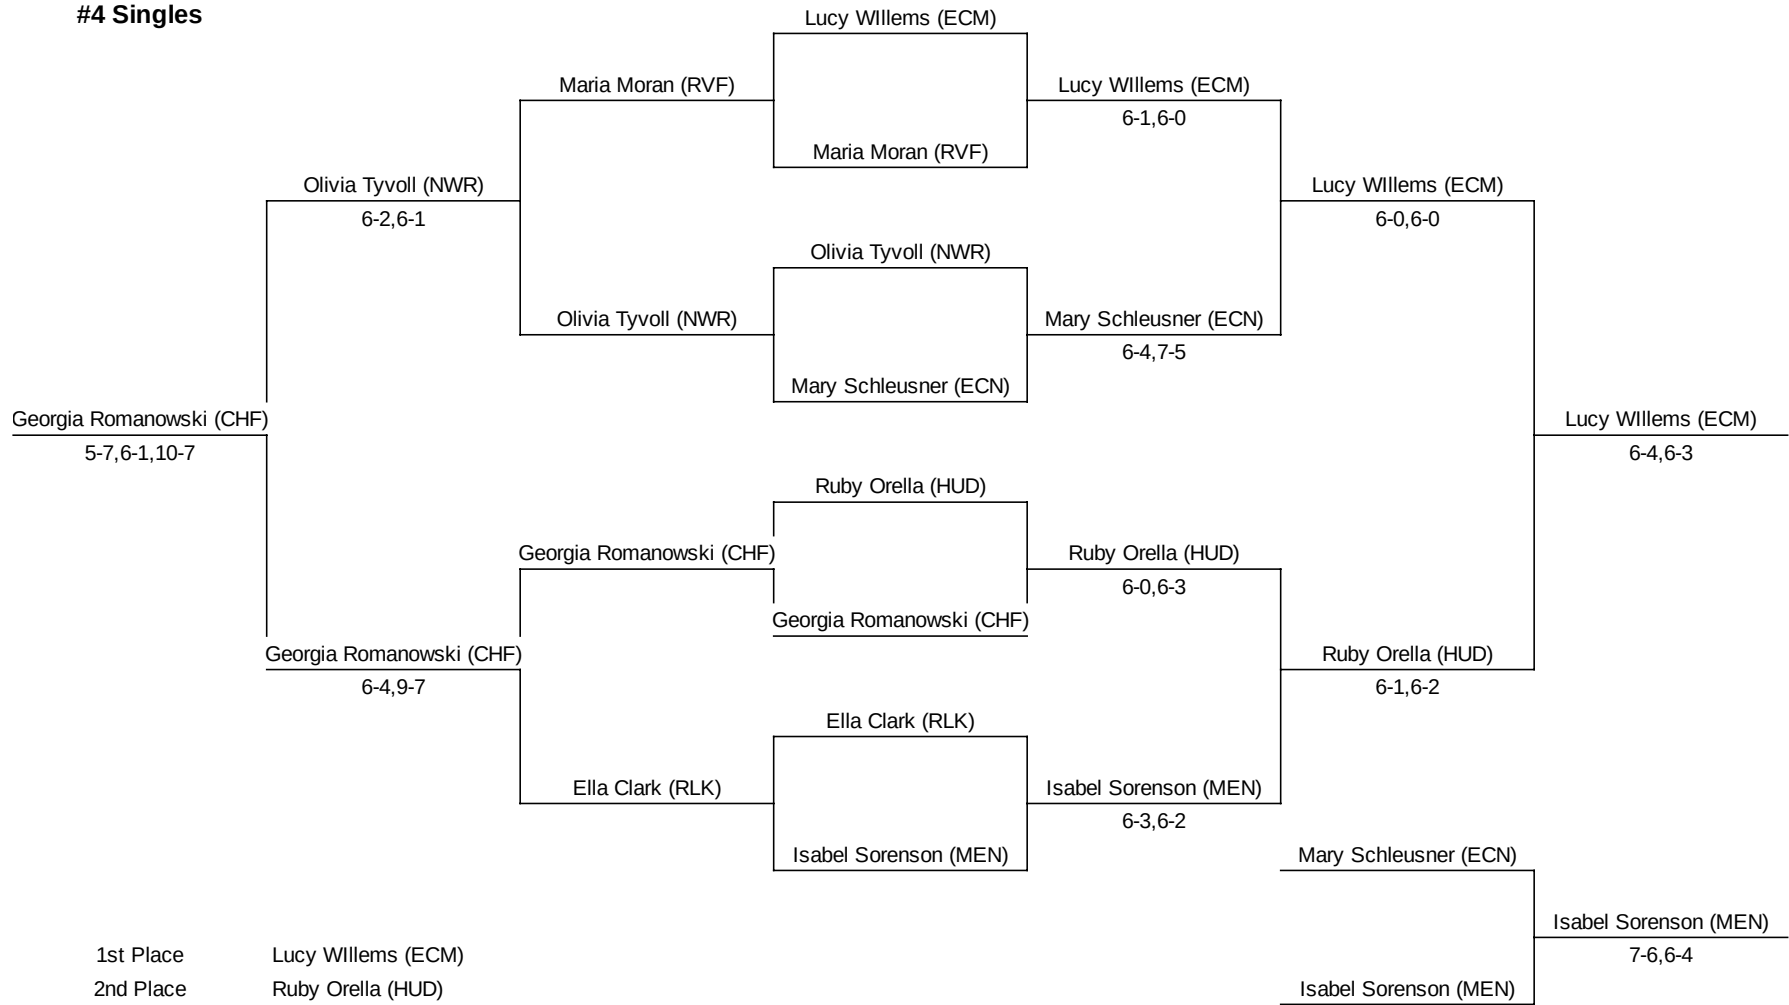 #4 Singles
Lucy WIllems (ECM)
Maria Moran (RVF)
Lucy WIllems (ECM)
6-1,6-0
Maria Moran (RVF)
Olivia Tyvoll (NWR)
6-2,6-1
Lucy WIllems (ECM)
6-0,6-0
Olivia Tyvoll (NWR)
Olivia Tyvoll (NWR)
Mary Schleusner (ECN)
6-4,7-5
Mary Schleusner (ECN)
Georgia Romanowski (CHF)
5-7,6-1,10-7
Lucy WIllems (ECM)
6-4,6-3
Ruby Orella (HUD)
Georgia Romanowski (CHF)
Ruby Orella (HUD)
6-0,6-3
Georgia Romanowski (CHF)
Georgia Romanowski (CHF)
6-4,9-7
Ruby Orella (HUD)
6-1,6-2
Ella Clark (RLK)
Ella Clark (RLK)
Isabel Sorenson (MEN)
6-3,6-2
Isabel Sorenson (MEN)
Mary Schleusner (ECN)
Isabel Sorenson (MEN)
7-6,6-4
Isabel Sorenson (MEN)
1st Place Lucy WIllems (ECM)
2nd Place Ruby Orella (HUD)